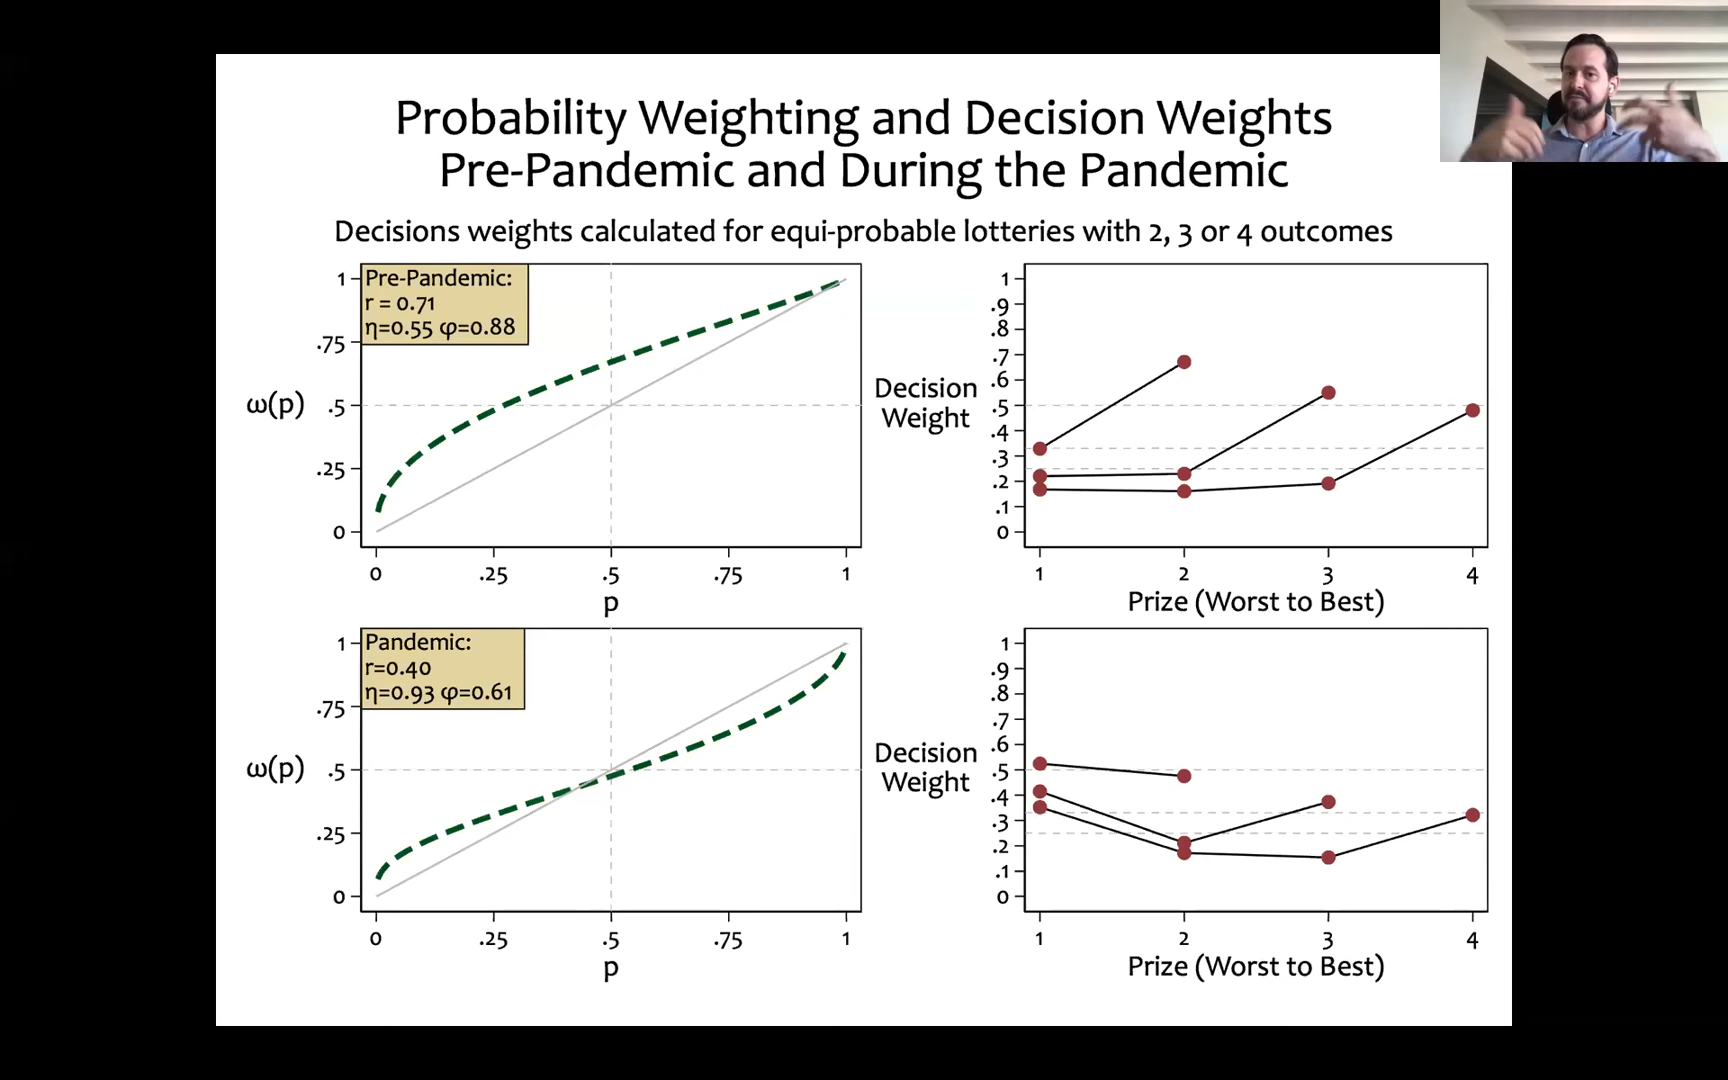 Probability Weighting and Decision Weights
Pre-Pandemic and During the Pandemic
Decisions weights calculated for equi-probable lotteries with 2, 3 or 4 outcomes
Pre-Pandemic:
r = 0.71
η=0.55 φ=0.88
1
.75
ω(p) .5
.25
0
0 .25 .5 .75 1
p
1
.9
.8
.7
.6
Decision
Weight
.5
.4
.3
.2
.1
0
1 2 3 4
Prize (Worst to Best)
Pandemic:
r=0.40
η=0.93 φ=0.61
1
.75
ω(p) .5
.25
0
0 .25 .5 .75 1
p
1
.9
.8
.7
.6
Decision
Weight
.5
.4
.3
.2
.1
0
1 2 3 4
Prize (Worst to Best)